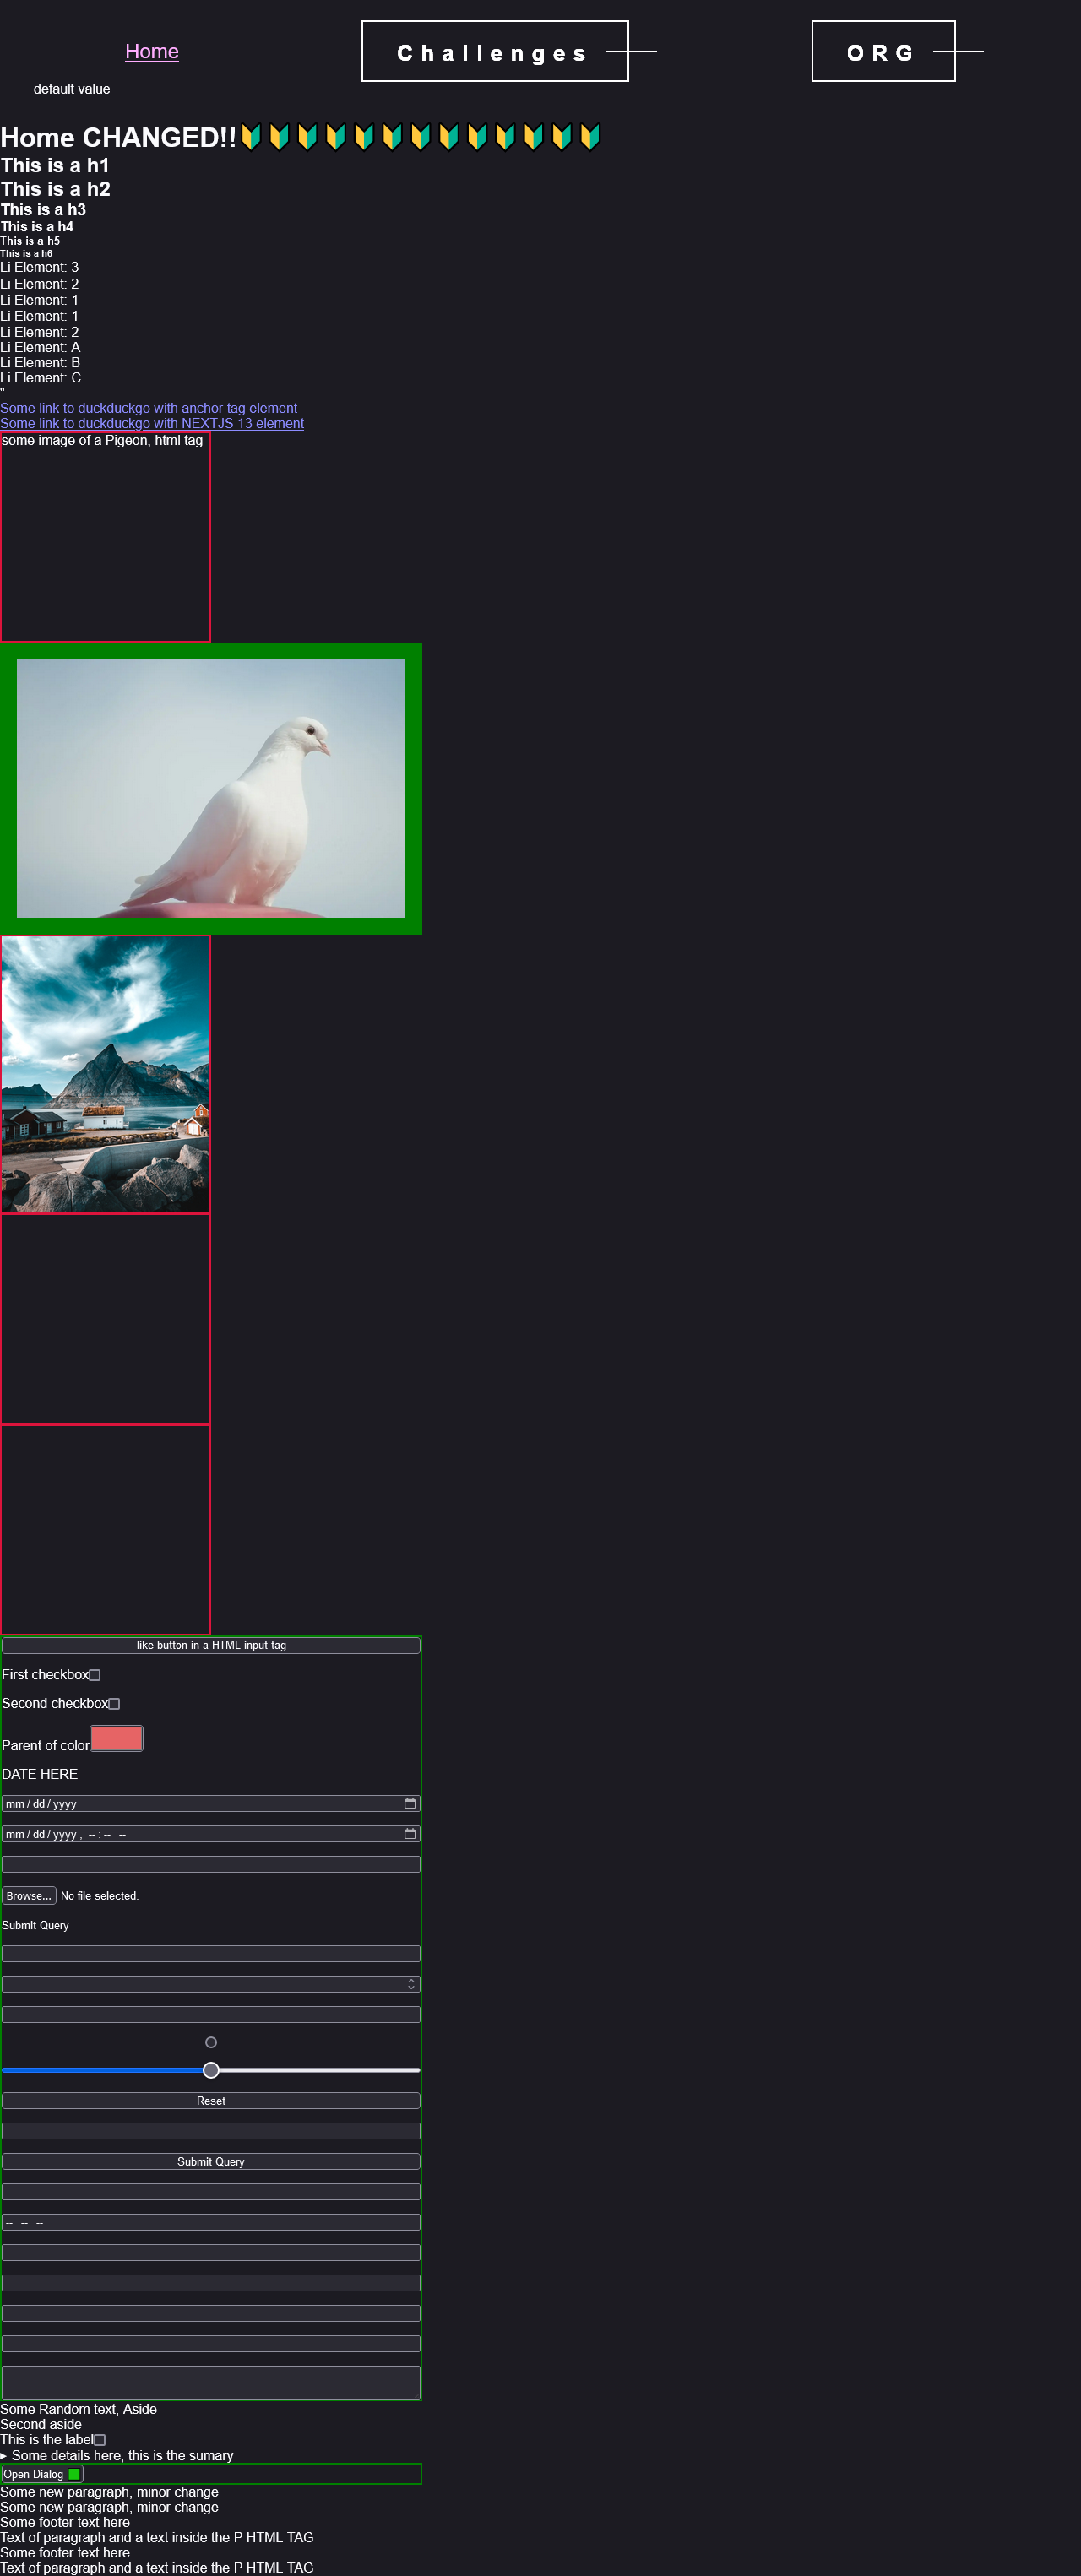 Home
Challenges
ORG
default value
Home CHANGED!!🔰🔰🔰🔰🔰🔰🔰🔰🔰🔰🔰🔰🔰
This is a h1
This is a h2
This is a h3
This is a h4
This is a h5
This is a h6
Li Element: 3
Li Element: 2
Li Element: 1
Li Element: 1
Li Element: 2
Li Element: A
Li Element: B
Li Element: C
"
Some link to duckduckgo with anchor tag element
Some link to duckduckgo with NEXTJS 13 element
some image of a Pigeon, html tag
like button in a HTML input tag
First checkbox
Second checkbox
Parent of color
DATE HERE
mm / dd / yyyy
mm / dd / yyyy , -- : -- --
Browse... No file selected.
Submit Query
Reset
Submit Query
-- : -- --
Some Random text, Aside
Second aside
This is the label
▸ Some details here, this is the sumary
Open Dialog 🟩
Some new paragraph, minor change
Some new paragraph, minor change
Some footer text here
Text of paragraph and a text inside the P HTML TAG
Some footer text here
Text of paragraph and a text inside the P HTML TAG